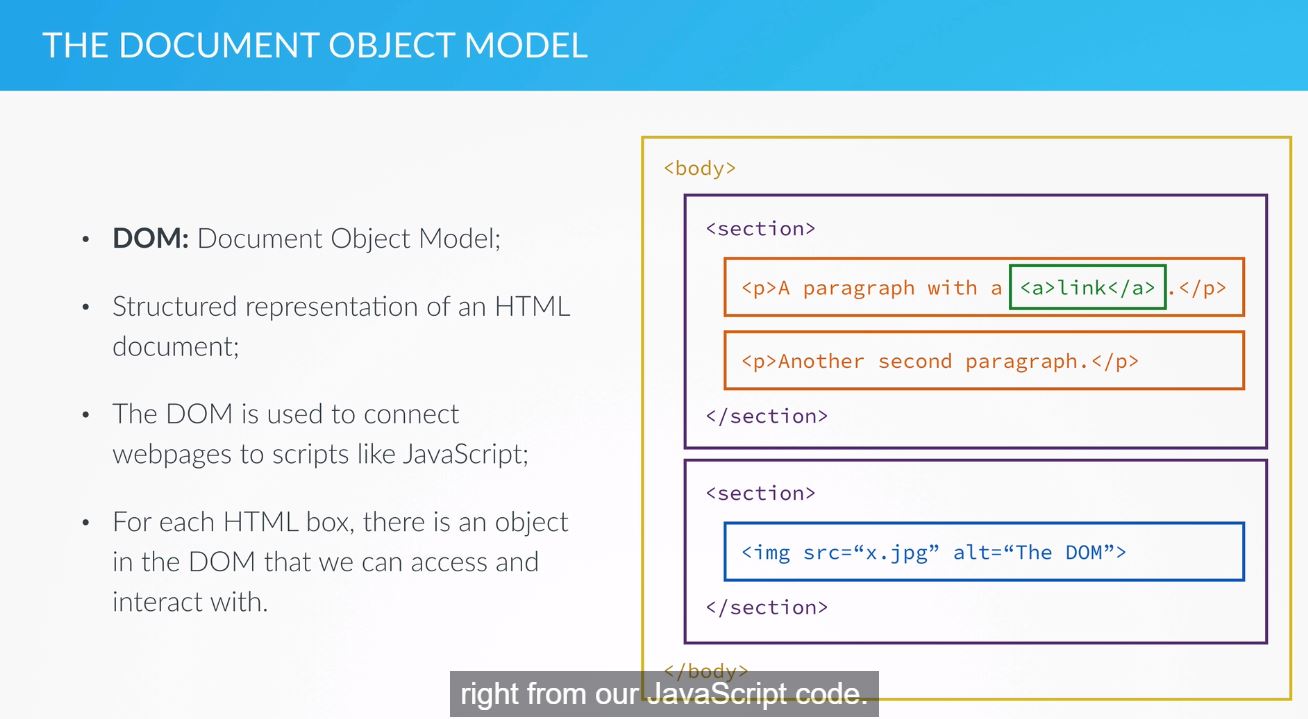 THE DOCUMENT OBJECT MODEL
• DOM: Document Object Model;
• Structured representation of an HTML
document;
• The DOM is used to connect
webpages to scripts like JavaScript;
• For each HTML box, there is an object
in the DOM that we can access and
interact with.
<body>
<section>
<p>A paragraph with a <a>link</a>.</p>
<p>Another second paragraph.</p>
</section>
<section>
<img src=“x.jpg” alt=“The DOM”>
</section>
</body>
right from our JavaScript code.